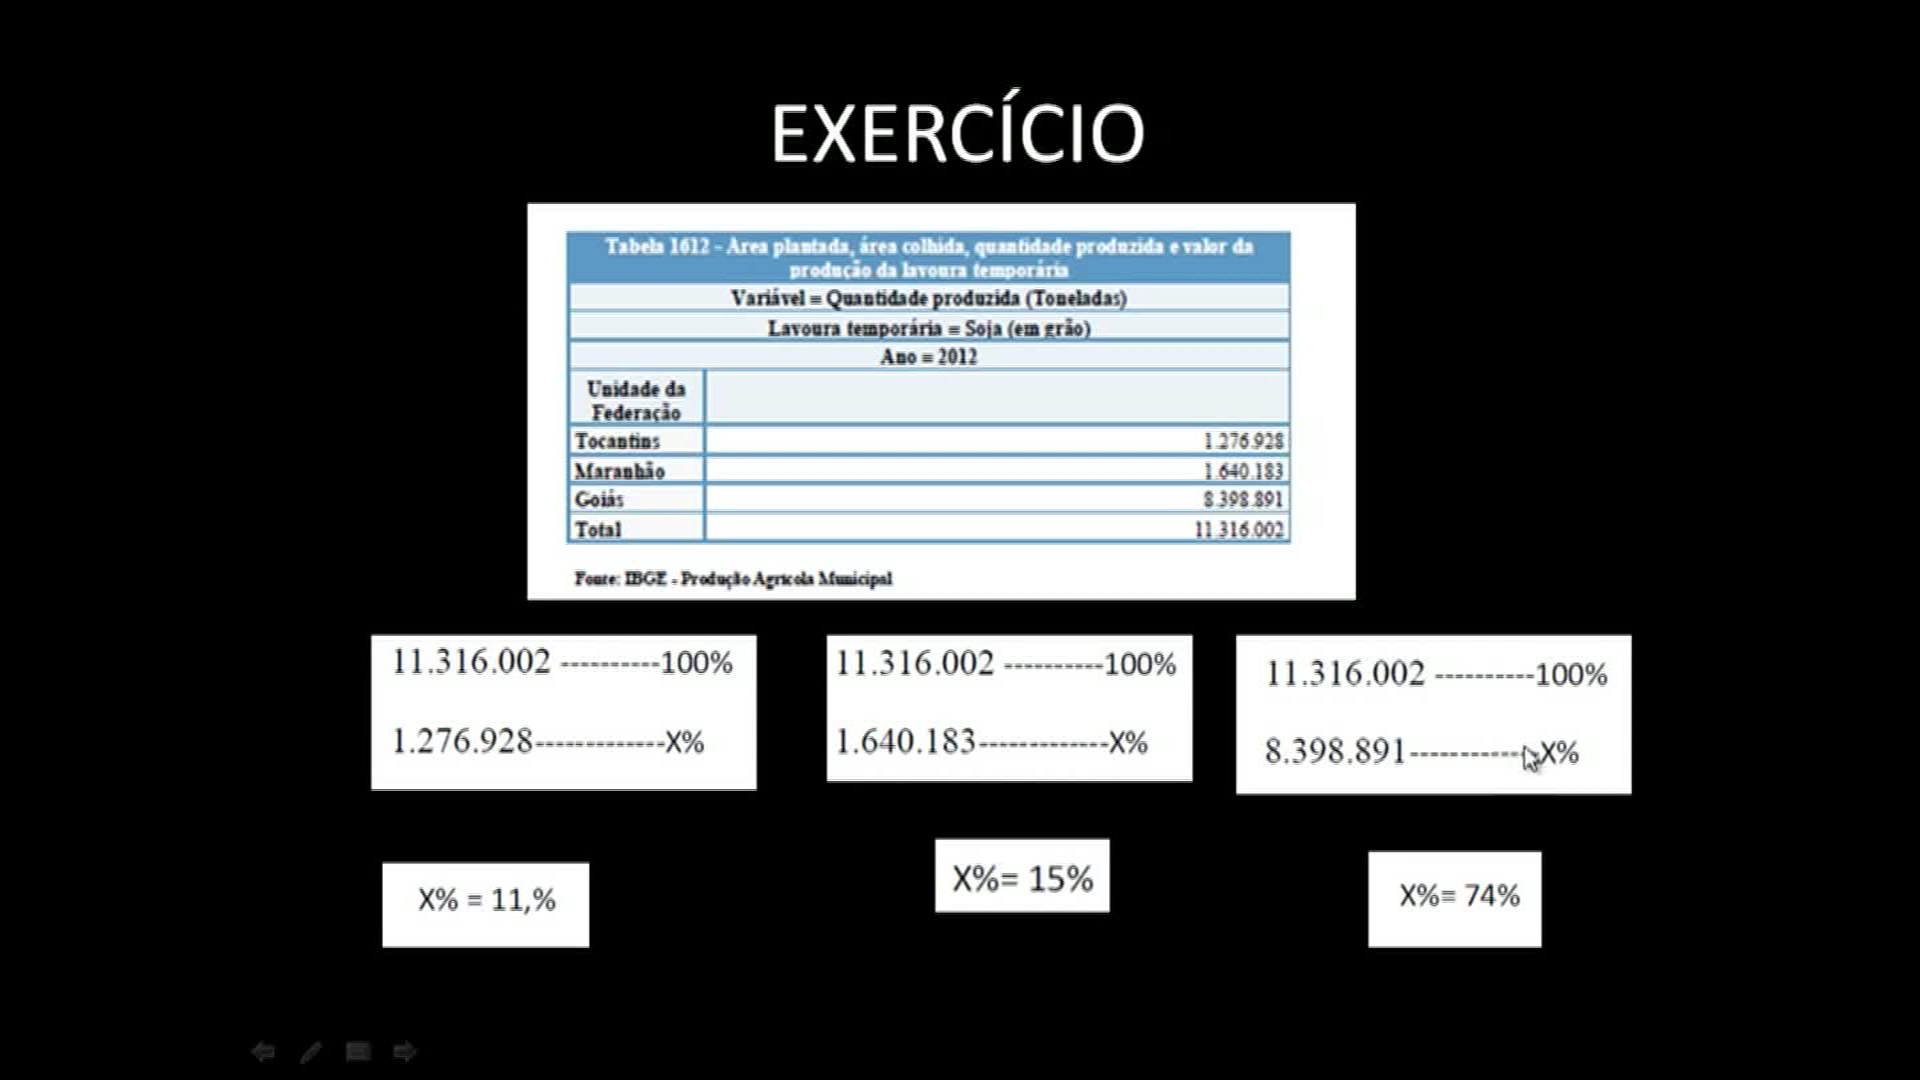 EXERCÍCIO
Tabela 1612 - Área plantada, área colhida, quantidade produzida e valor da
produção da lavoura temporária
Variável = Quantidade produzida (Toneladas)
Lavoura temporária = Soja (em grão)
Ano = 2012
Unidade da
Federação
Tocantins 1.276.928
Maranhão 1.640.183
Goiás 8.398.891
Total 11.316.002
Fonte: IBGE - Produção Agrícola Municipal
11.316.002 ----------100%
1.276.928-------------X%
11.316.002 ----------100%
1.640.183-------------X%
11.316.002 ----------100%
8.398.891-------------X%
X% = 11,%
X%= 15%
X%= 74%